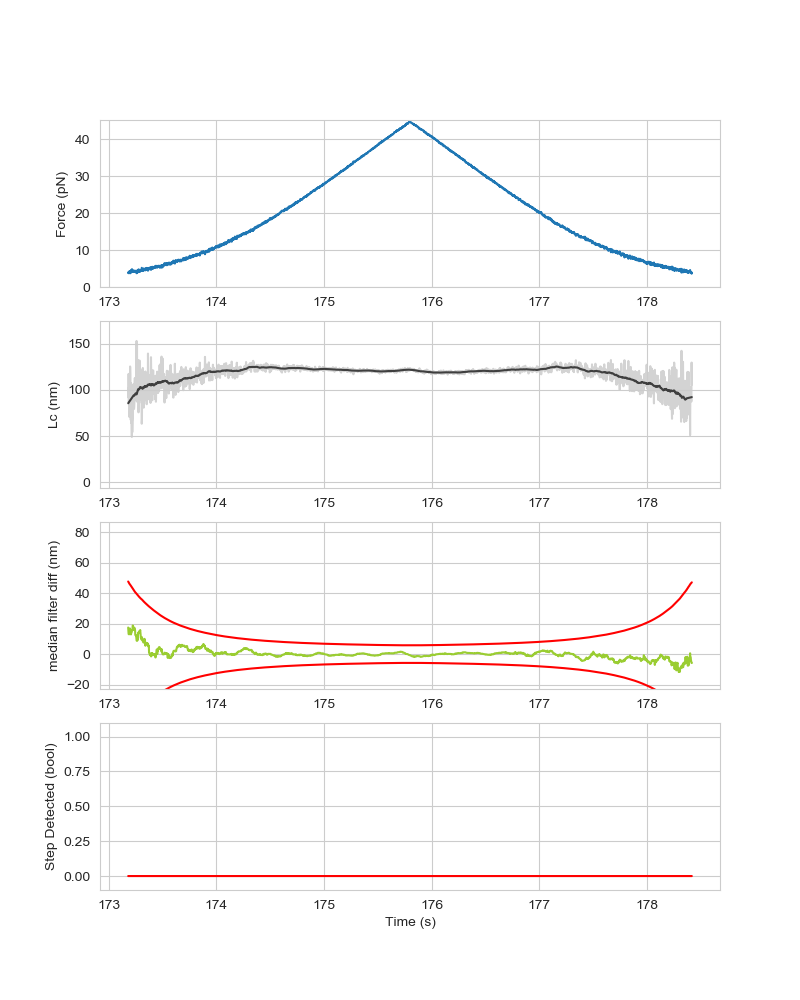 Force (pN)
40
30
20
10
0
173 174 175 176 177 178
Lc (nm)
150
100
50
0
173 174 175 176 177 178
median filter diff (nm)
80
60
40
20
0
−20
173 174 175 176 177 178
Step Detected (bool)
1.00
0.75
0.50
0.25
0.00
173 174 175 176 177 178
Time (s)